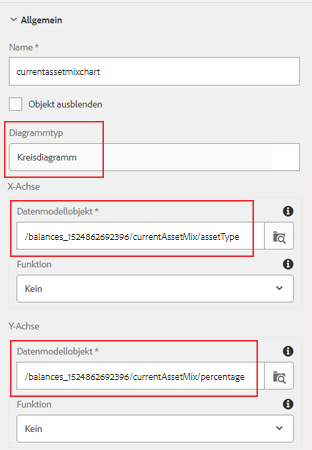 Allgemein
Name *
currentassetmixchart
Objekt ausblenden
Diagrammtyp
Kreisdiagramm
X-Achse
Datenmodellobjekt *
/balances_1524862692396/currentAssetMix/assetType
Funktion
Kein
Y-Achse
Datenmodellobjekt *
/balances_1524862692396/currentAssetMix/percentage
Funktion
Kein